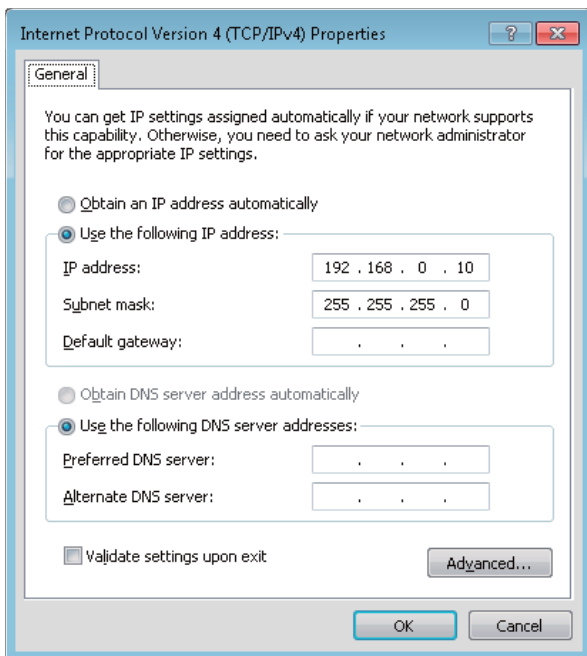 Internet Protocol Version 4 (TCP/IPv4) Properties
?
General
You can get IP settings assigned automatically if your network supports
this capability. Otherwise, you need to ask your network administrator
for the appropriate IP settings.
Obtain an IP address automatically
Use the following IP address:
IP address: 192 . 168 . 0 . 10
Subnet mask: 255 . 255 . 255 . 0
Default gateway: . . .
Obtain DNS server address automatically
Use the following DNS server addresses:
Preferred DNS server: . . .
Alternate DNS server: . . .
Validate settings upon exit
Advanced...
OK Cancel